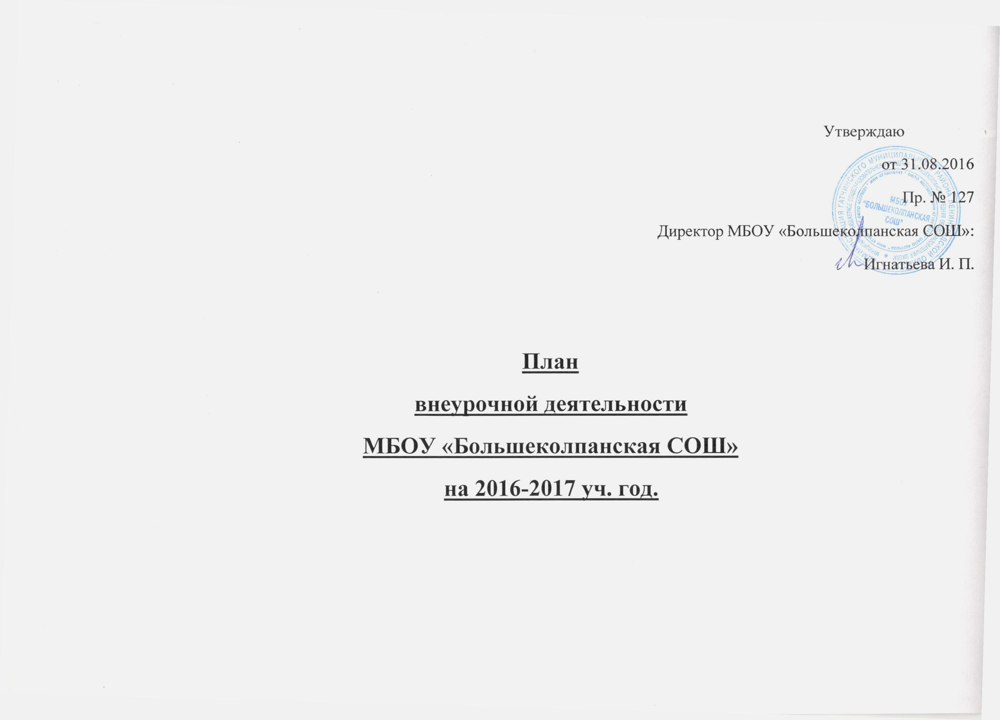 Утверждаю
от 31.08.2016
Пр. № 127
Директор МБОУ «Большеколпанская СОШ»:
Игнатьева И. П.
МБОУ
"БОЛЬШЕКОЛПАНСКАЯ
СОШ"
План
внеурочной деятельности
МБОУ «Большеколпанская СОШ»
на 2016-2017 уч. год.